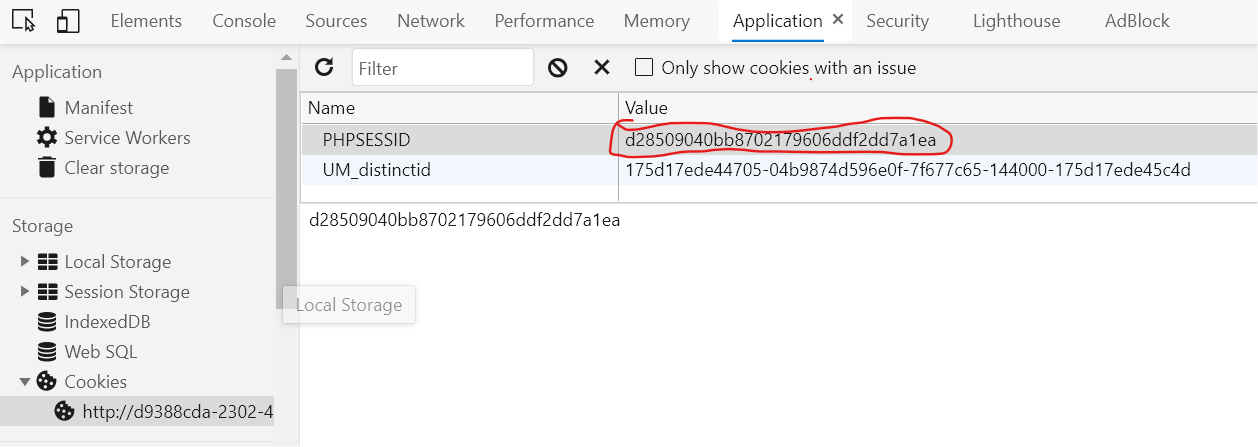 Elements Console Sources Network Performance Memory Application × Security Lighthouse AdBlock
Application
Manifest
Service Workers
Clear storage
Storage
Local Storage
Session Storage
IndexedDB
Web SQL
Cookies
http://d9388cda-2302-4
Filter Only show cookies with an issue
Name Value
PHPSESSID d28509040bb8702179606ddf2dd7a1ea
UM_distinctid 175d17ede44705-04b9874d596e0f-7f677c65-144000-175d17ede45c4d
d28509040bb8702179606ddf2dd7a1ea
Local Storage